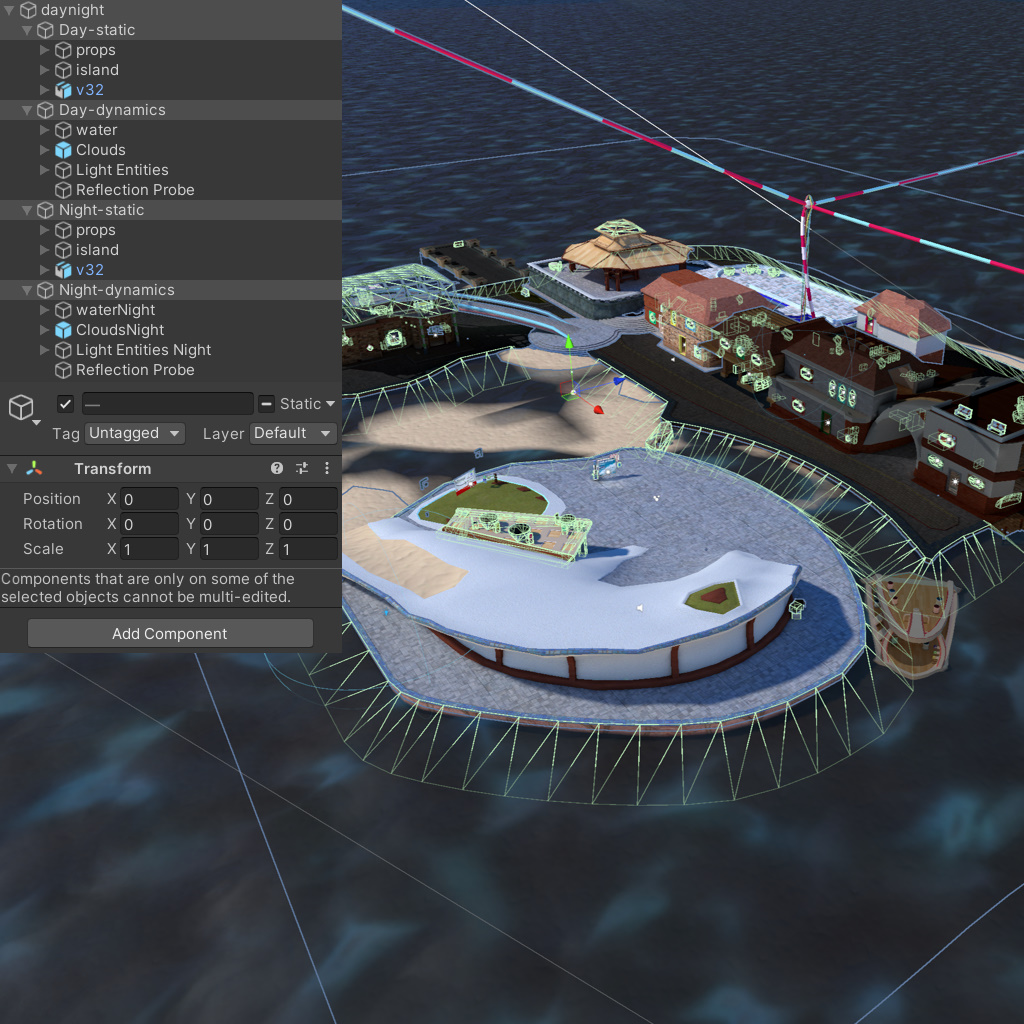 daynight
Day-static
props
island
v32
Day-dynamics
water
Clouds
Light Entities
Reflection Probe
Night-static
props
island
v32
Night-dynamics
waterNight
CloudsNight
Light Entities Night
Reflection Probe
— Static
Tag Untagged Layer Default
Transform
Position X 0 Y 0 Z 0
Rotation X 0 Y 0 Z 0
Scale X 1 Y 1 Z 1
Components that are only on some of the
selected objects cannot be multi-edited.
Add Component